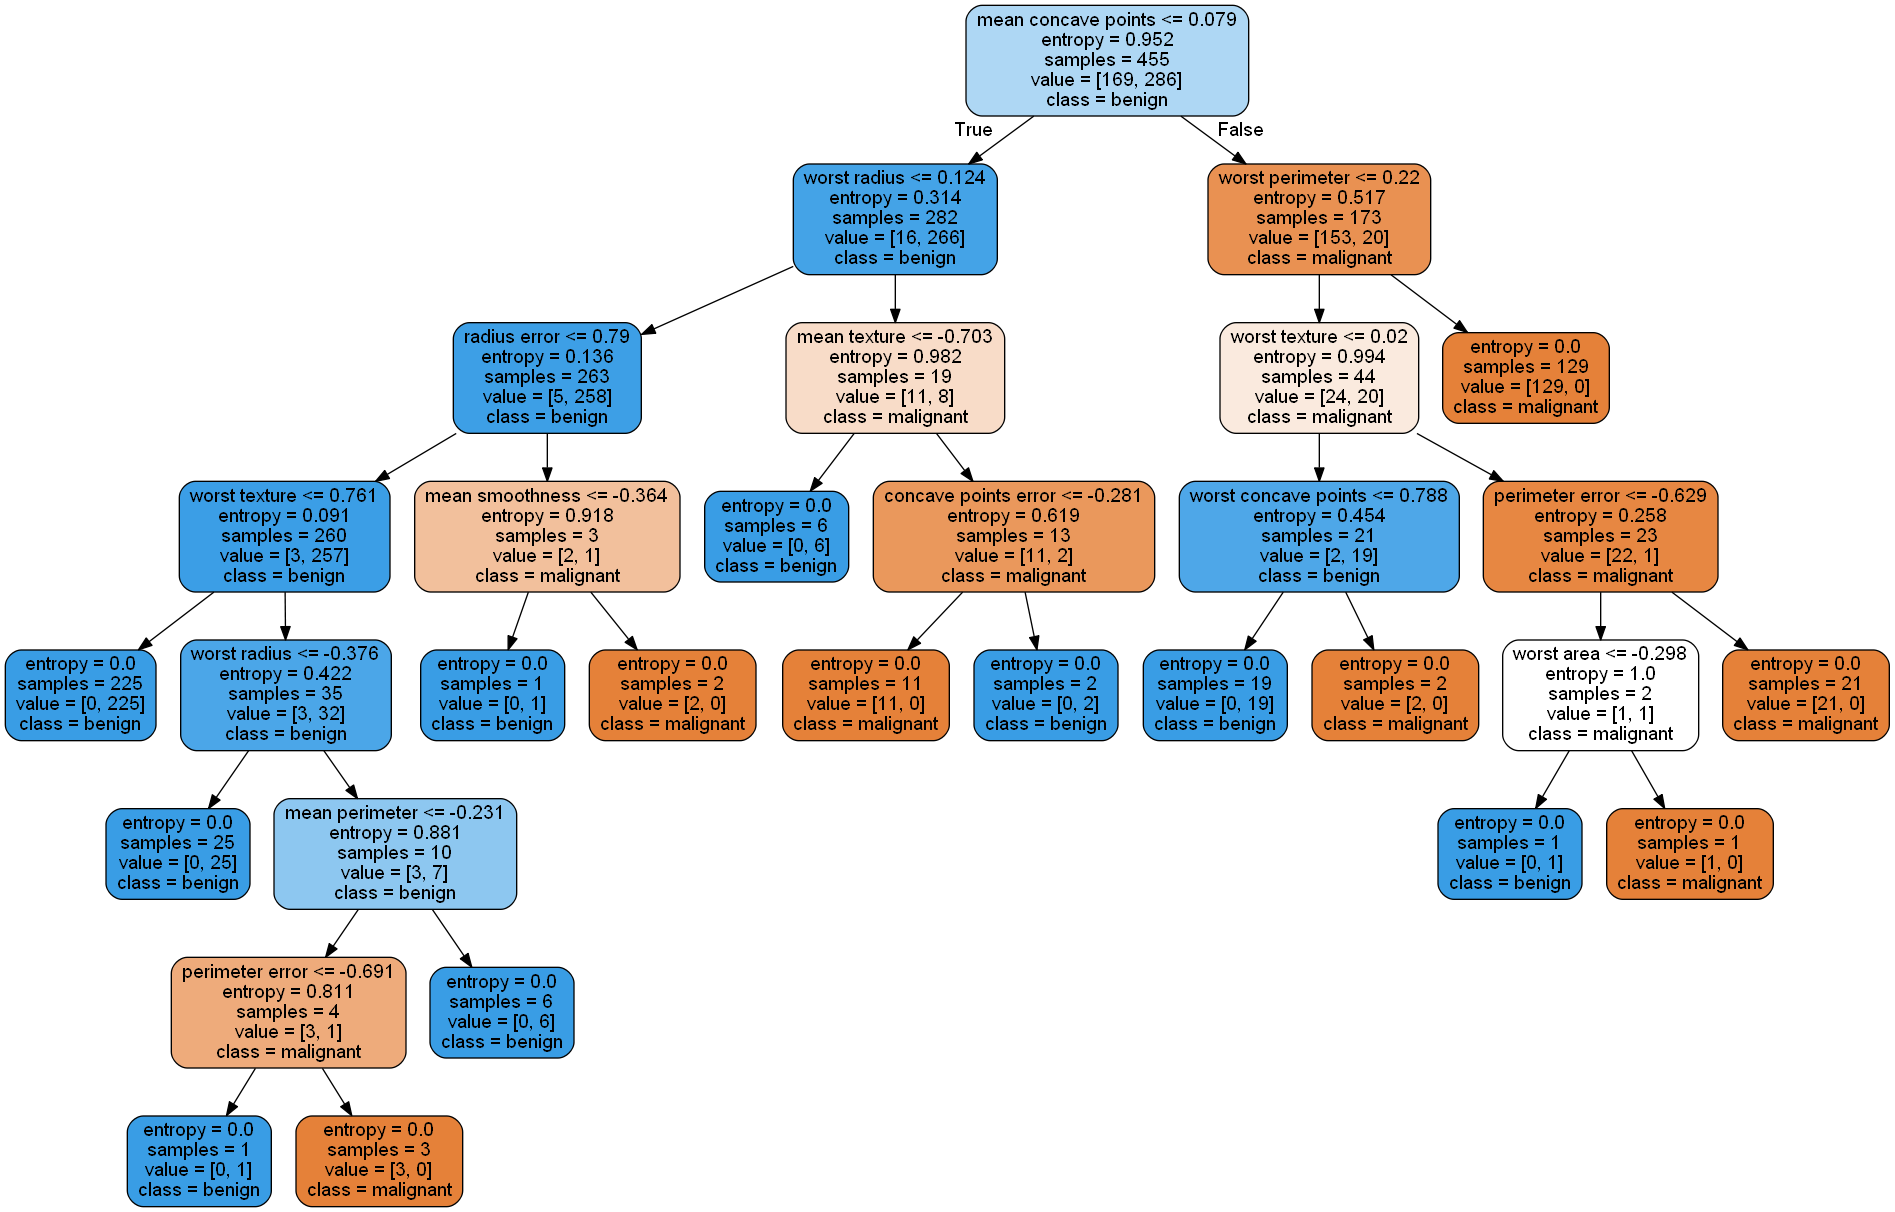 mean concave points <= 0.079
entropy = 0.952
samples = 455
value = [169, 286]
class = benign
True
False
worst radius <= 0.124
entropy = 0.314
samples = 282
value = [16, 266]
class = benign
worst perimeter <= 0.22
entropy = 0.517
samples = 173
value = [153, 20]
class = malignant
radius error <= 0.79
entropy = 0.136
samples = 263
value = [5, 258]
class = benign
mean texture <= -0.703
entropy = 0.982
samples = 19
value = [11, 8]
class = malignant
worst texture <= 0.02
entropy = 0.994
samples = 44
value = [24, 20]
class = malignant
entropy = 0.0
samples = 129
value = [129, 0]
class = malignant
worst texture <= 0.761
entropy = 0.091
samples = 260
value = [3, 257]
class = benign
mean smoothness <= -0.364
entropy = 0.918
samples = 3
value = [2, 1]
class = malignant
entropy = 0.0
samples = 6
value = [0, 6]
class = benign
concave points error <= -0.281
entropy = 0.619
samples = 13
value = [11, 2]
class = malignant
worst concave points <= 0.788
entropy = 0.454
samples = 21
value = [2, 19]
class = benign
perimeter error <= -0.629
entropy = 0.258
samples = 23
value = [22, 1]
class = malignant
entropy = 0.0
samples = 225
value = [0, 225]
class = benign
worst radius <= -0.376
entropy = 0.422
samples = 35
value = [3, 32]
class = benign
entropy = 0.0
samples = 1
value = [0, 1]
class = benign
entropy = 0.0
samples = 2
value = [2, 0]
class = malignant
entropy = 0.0
samples = 11
value = [11, 0]
class = malignant
entropy = 0.0
samples = 2
value = [0, 2]
class = benign
entropy = 0.0
samples = 19
value = [0, 19]
class = benign
entropy = 0.0
samples = 2
value = [2, 0]
class = malignant
worst area <= -0.298
entropy = 1.0
samples = 2
value = [1, 1]
class = malignant
entropy = 0.0
samples = 21
value = [21, 0]
class = malignant
entropy = 0.0
samples = 25
value = [0, 25]
class = benign
mean perimeter <= -0.231
entropy = 0.881
samples = 10
value = [3, 7]
class = benign
entropy = 0.0
samples = 1
value = [0, 1]
class = benign
entropy = 0.0
samples = 1
value = [1, 0]
class = malignant
perimeter error <= -0.691
entropy = 0.811
samples = 4
value = [3, 1]
class = malignant
entropy = 0.0
samples = 6
value = [0, 6]
class = benign
entropy = 0.0
samples = 1
value = [0, 1]
class = benign
entropy = 0.0
samples = 3
value = [3, 0]
class = malignant